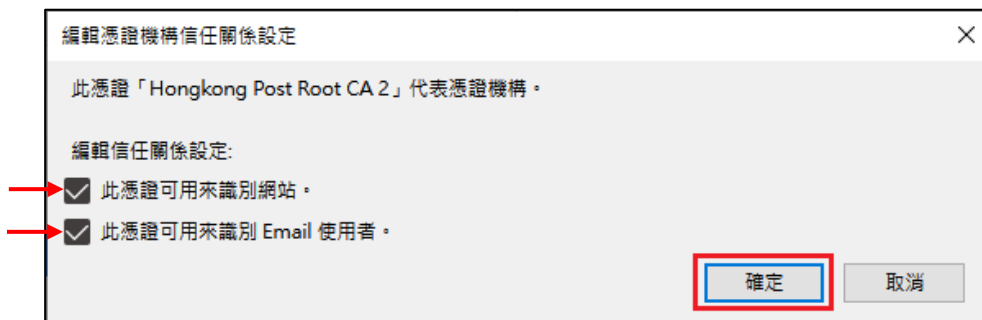 編輯憑證機構信任關係設定
此憑證「Hongkong Post Root CA 2」代表憑證機構。
編輯信任關係設定:
此憑證可用來識別網站。
此憑證可用來識別 Email 使用者。
確定 取消